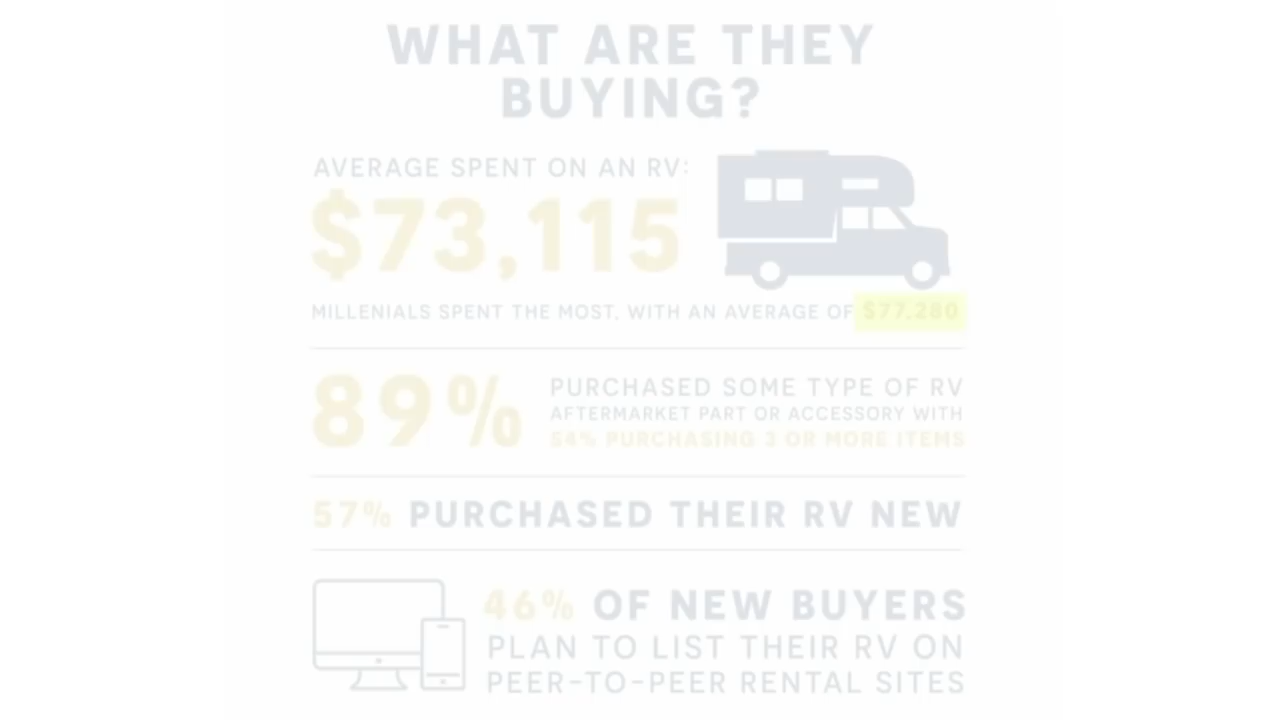 WHAT ARE THEY
BUYING?
AVERAGE SPENT ON AN RV:
$73,115
MILLENIALS SPENT THE MOST, WITH AN AVERAGE OF $77,280
89% PURCHASED SOME TYPE OF RV
AFTERMARKET PART OR ACCESSORY WITH
54% PURCHASING 3 OR MORE ITEMS
57% PURCHASED THEIR RV NEW
46% OF NEW BUYERS
PLAN TO LIST THEIR RV ON
PEER-TO-PEER RENTAL SITES